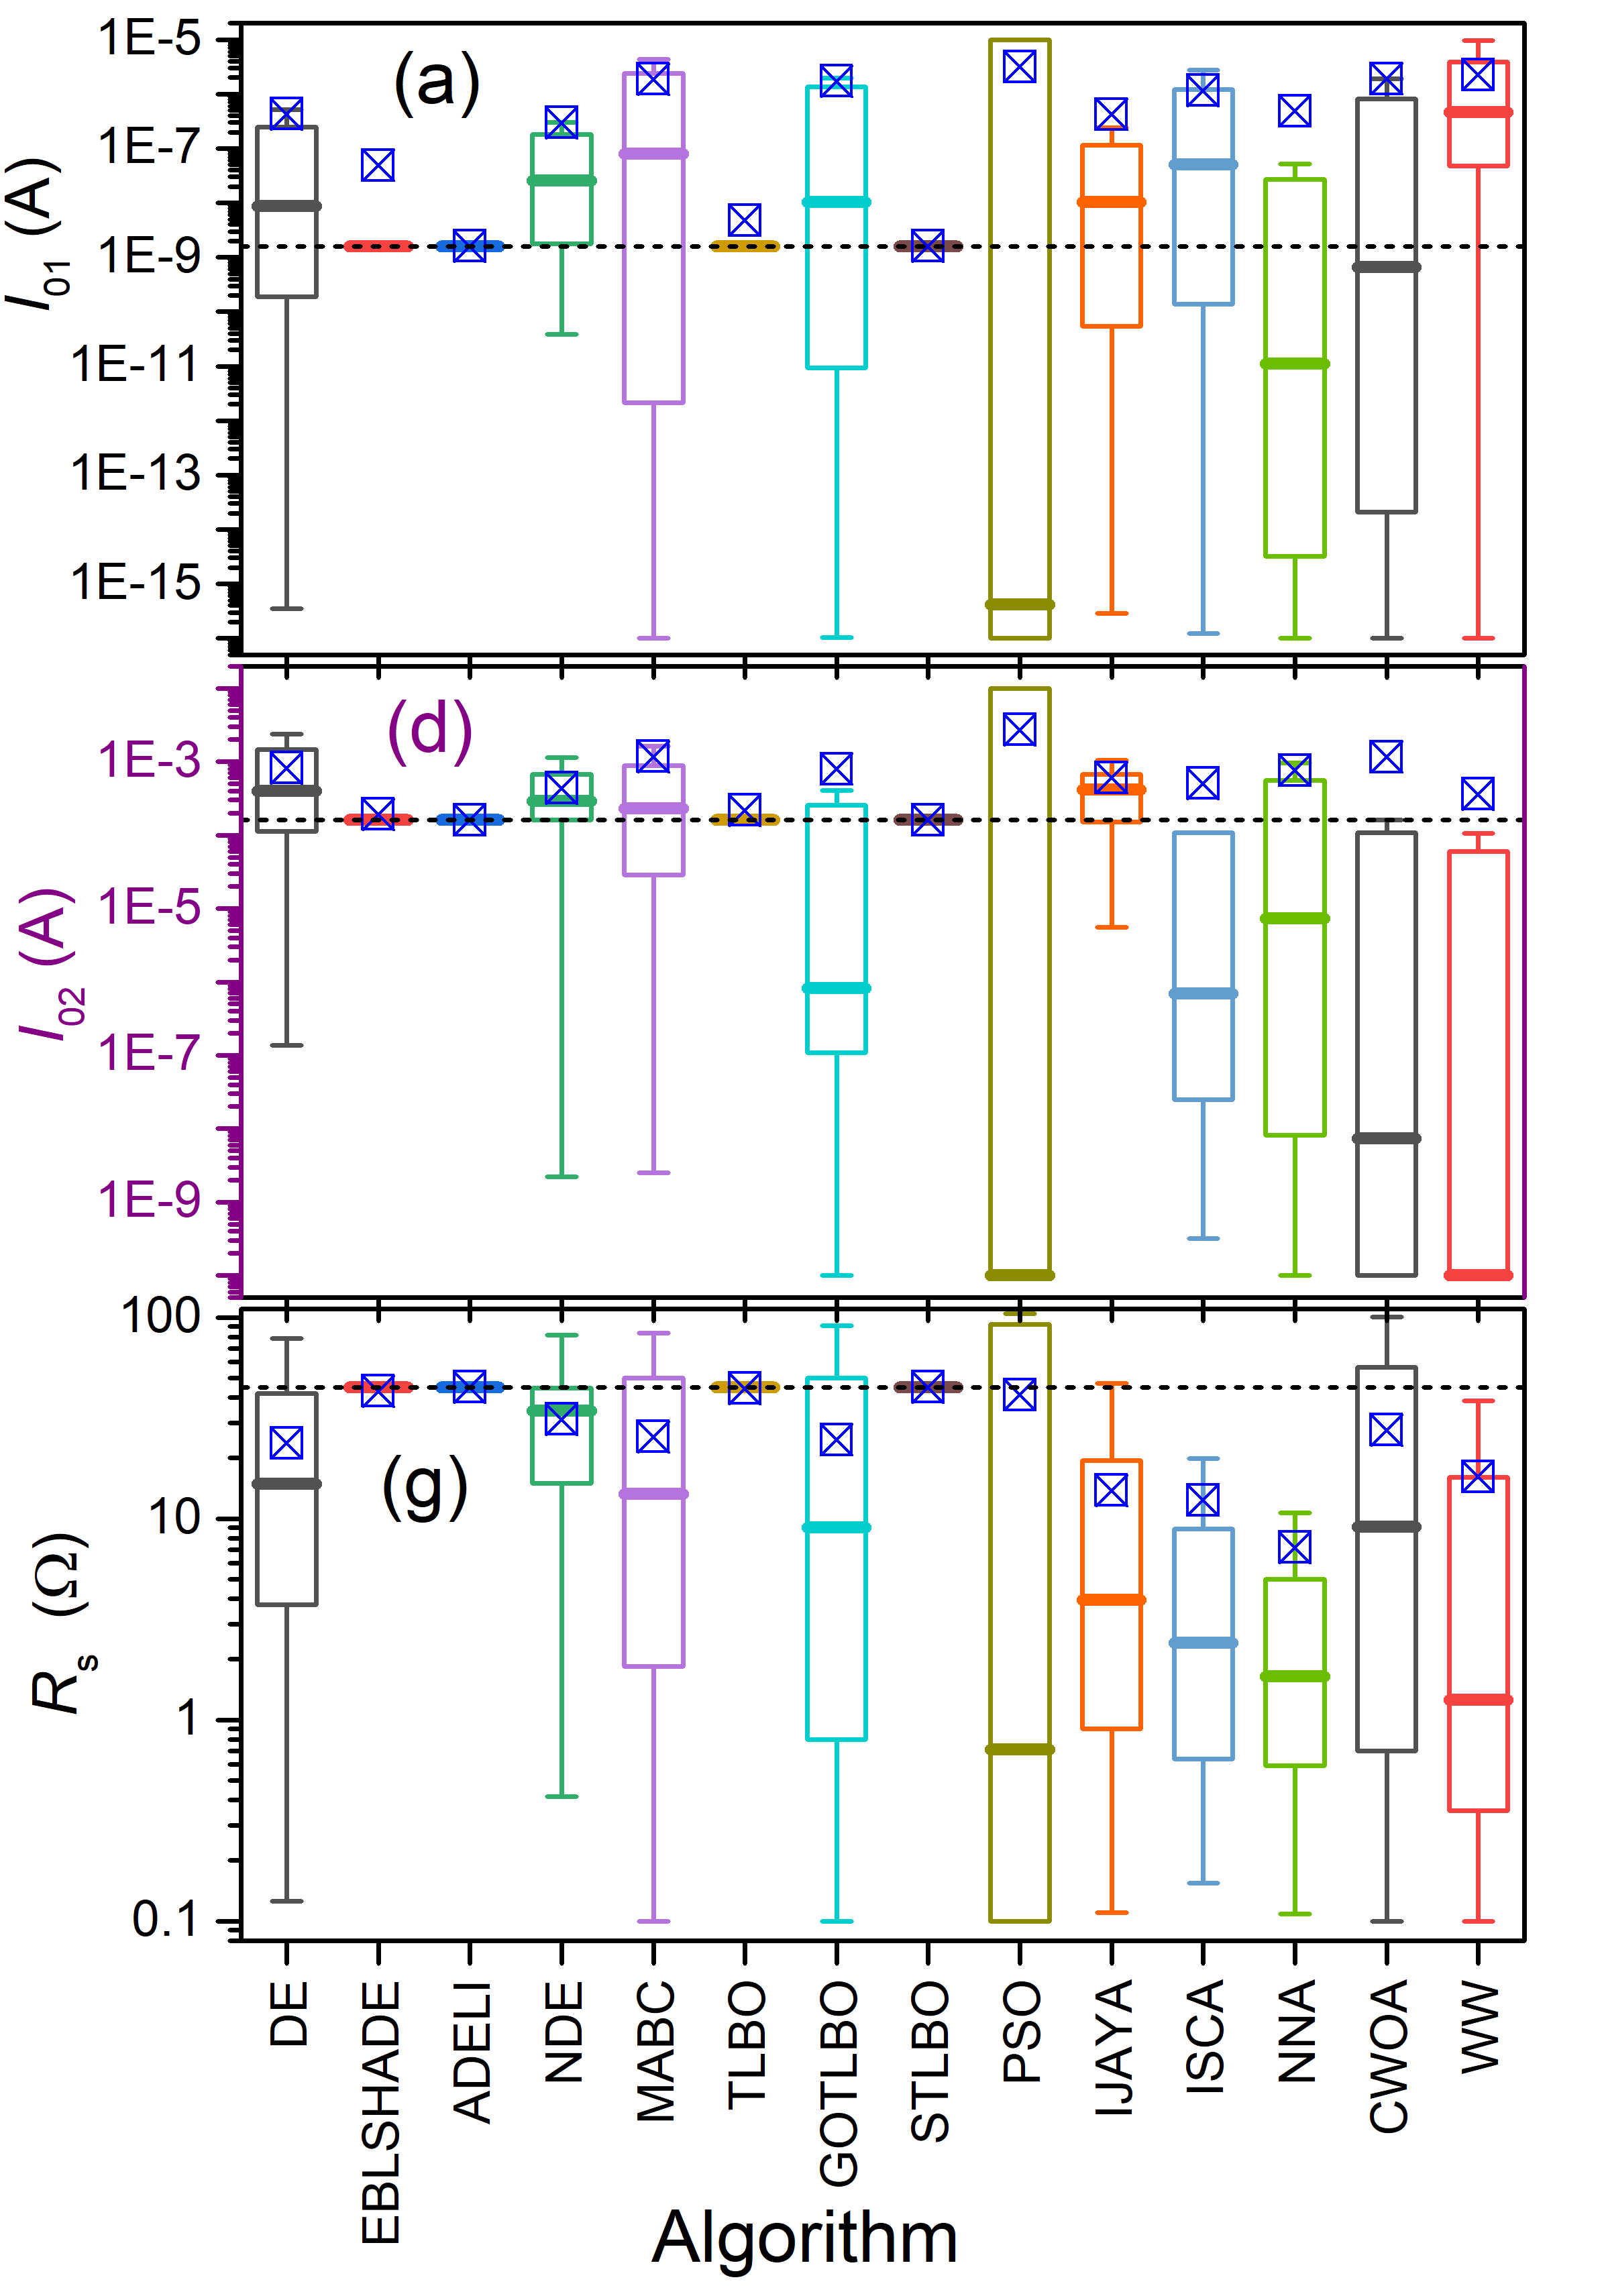 (a)
I01 (A)
1E-5
1E-7
1E-9
1E-11
1E-13
1E-15
(d)
I02 (A)
1E-3
1E-5
1E-7
1E-9
(g)
Rs (Ω)
100
10
1
0.1
DE
EBLSHADE
ADELI
NDE
MABC
TLBO
GOTLBO
STLBO
PSO
IJAYA
ISCA
NNA
CWOA
WW
Algorithm